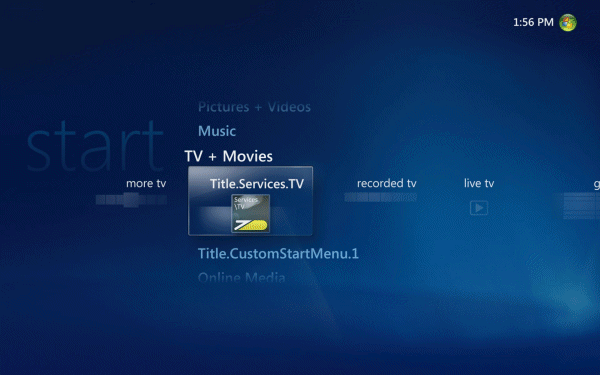 1:56 PM
start
Pictures + Videos
Music
TV + Movies
more tv
Title.Services.TV
recorded tv
live tv
g
Services.
\TV
Title.CustomStartMenu.1
Online Media